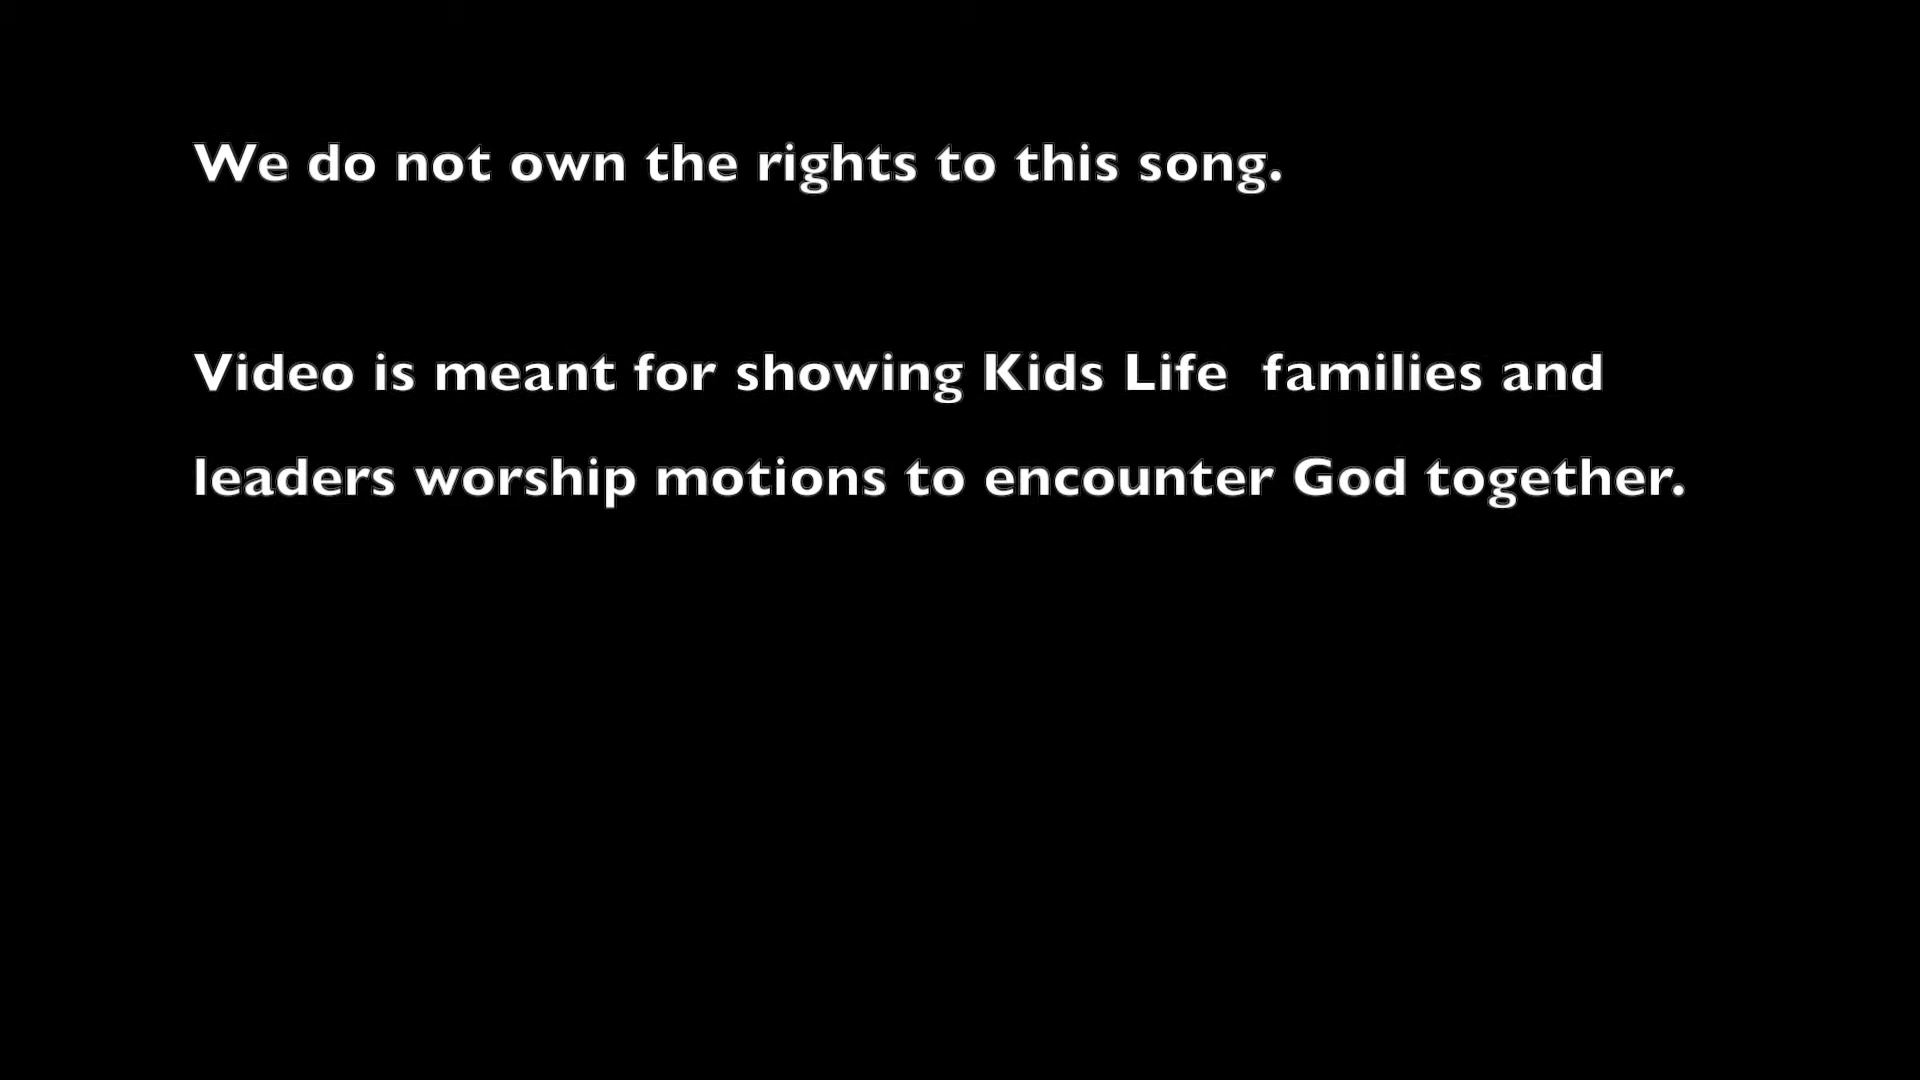 We do not own the rights to this song.
Video is meant for showing Kids Life  families and
leaders worship motions to encounter God together.